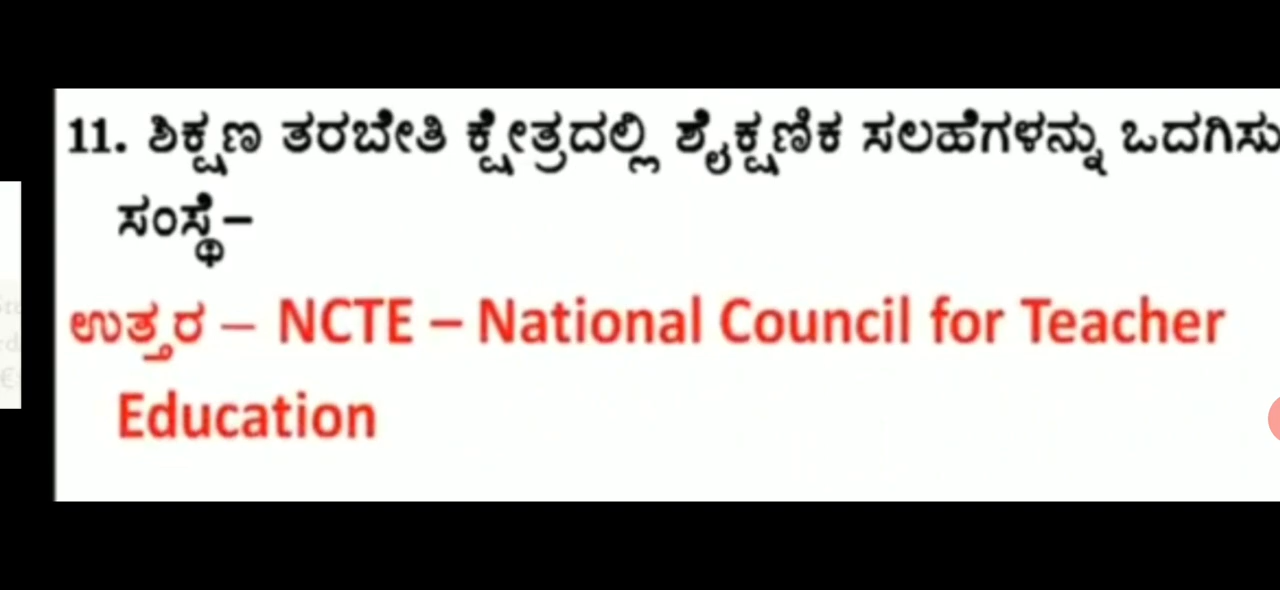 11. ಶಿಕ್ಷಣ ತರಬೇತಿ ಕ್ಷೇತ್ರದಲ್ಲಿ ಶೈಕ್ಷಣಿಕ ಸಲಹೆಗಳನ್ನು ಒದಗಿಸು
ಸಂಸ್ಥೆ–
ಉತ್ತರ – NCTE – National Council for Teacher
Education